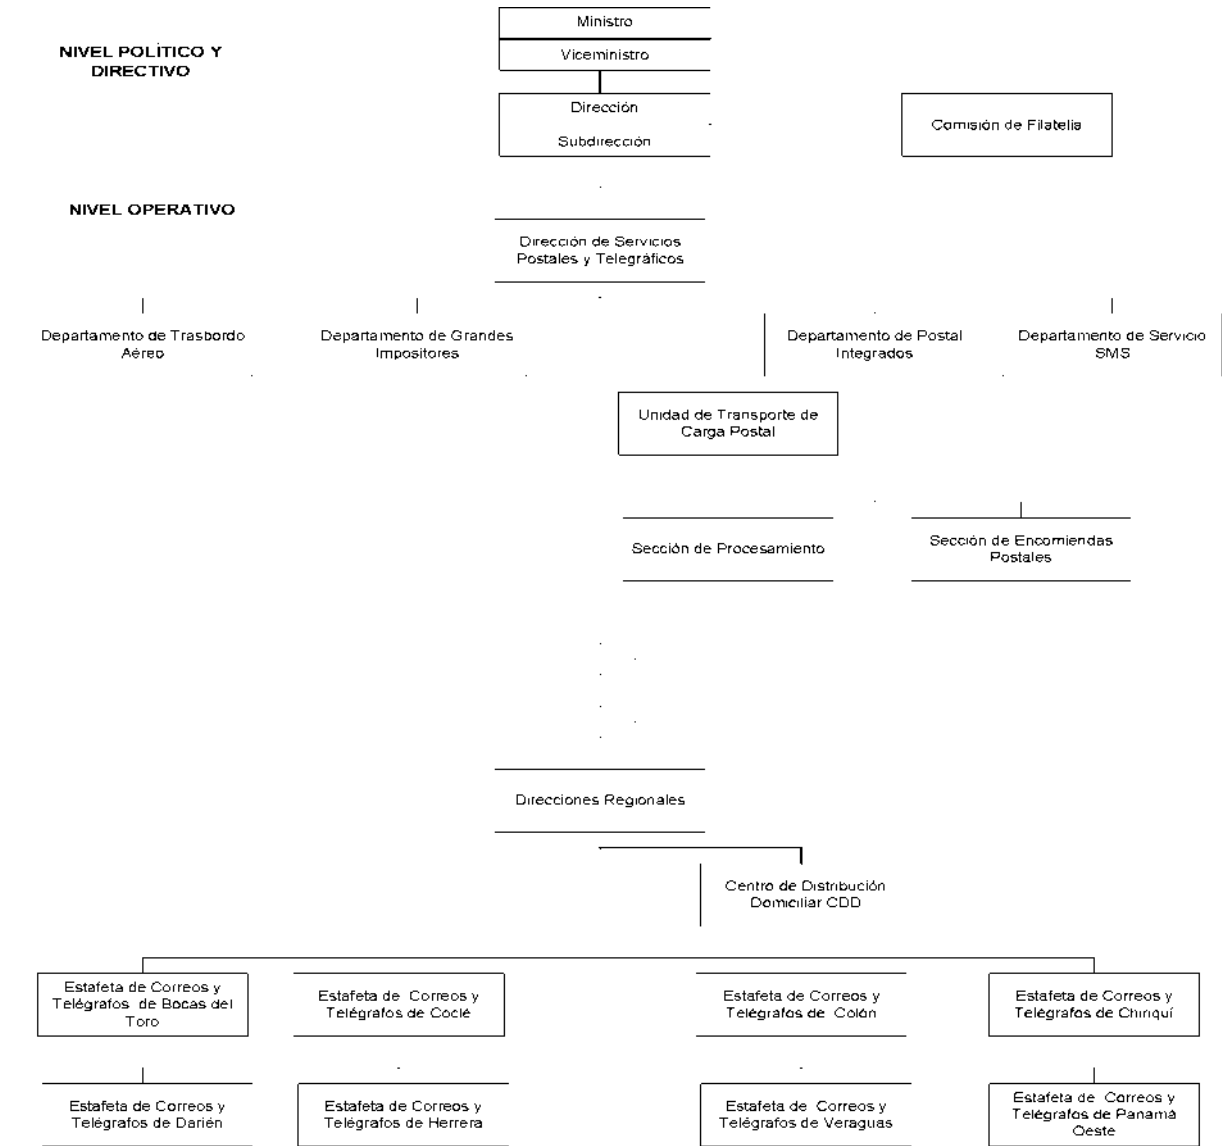 Ministro
NIVEL POLÍTICO Y
DIRECTIVO
Viceministro
Dirección
Subdirección
Comisión de Filatelia
NIVEL OPERATIVO
Dirección de Servicios
Postales y Telegráficos
Departamento de Trasbordo
Aéreo
Departamento de Grandes
Impositores
Departamento de Postal
Integrados
Departamento de Servicio
SMS
Unidad de Transporte de
Carga Postal
Sección de Procesamiento
Sección de Encomiendas
Postales
Direcciones Regionales
Centro de Distribución
Domiciliar CDD
Estafeta de Correos y
Telégrafos de Bocas del
Toro
Estafeta de Correos y
Telégrafos de Coclé
Estafeta de Correos y
Telégrafos de Colón
Estafeta de Correos y
Telégrafos de Chiriquí
Estafeta de Correos y
Telégrafos de Darién
Estafeta de Correos y
Telégrafos de Herrera
Estafeta de Correos y
Telégrafos de Veraguas
Estafeta de Correos y
Telégrafos de Panamá
Oeste